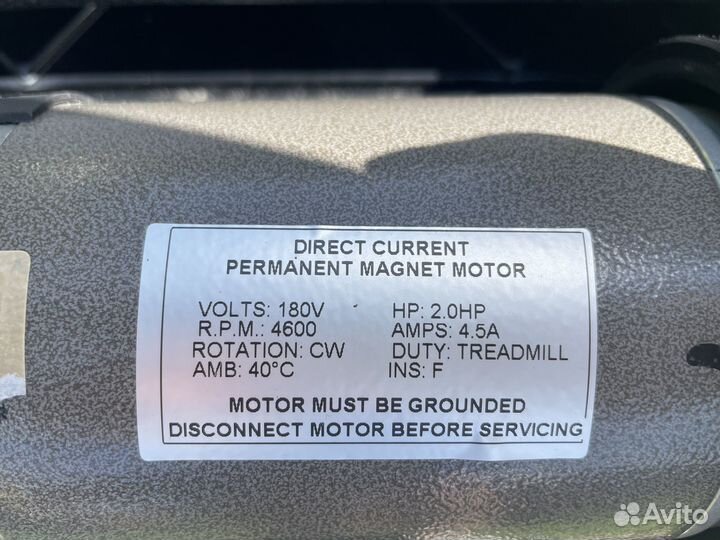 DIRECT CURRENT
PERMANENT MAGNET MOTOR
VOLTS: 180V HP: 2.0HP
R.P.M.: 4600 AMPS: 4.5A
ROTATION: CW DUTY: TREADMILL
AMB: 40°C INS: F
MOTOR MUST BE GROUNDED
DISCONNECT MOTOR BEFORE SERVICING
Avito